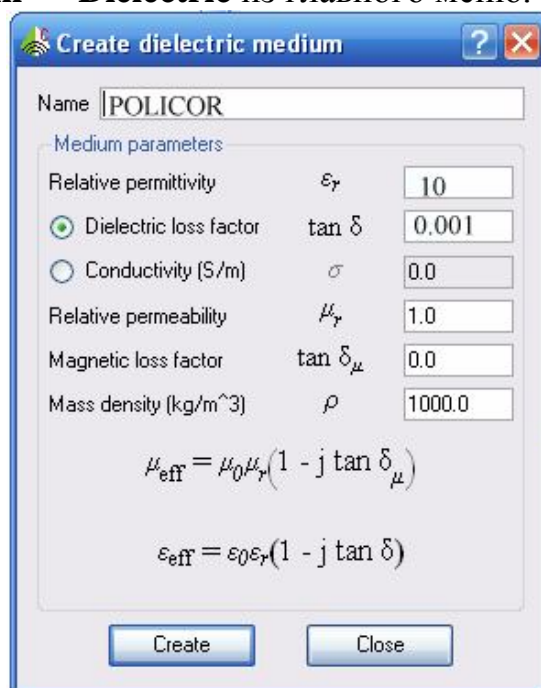 Dielectric из главного меню.
Create dielectric medium
Name POLICOR
Medium parameters
Relative permittivity εr 10
Dielectric loss factor tan δ 0.001
Conductivity (S/m) σ 0.0
Relative permeability μr 1.0
Magnetic loss factor tan δμ 0.0
Mass density (kg/m^3) ρ 1000.0
μeff = μ0μr(1 - j tan δμ)
εeff = ε0εr(1 - j tan δ)
Create Close